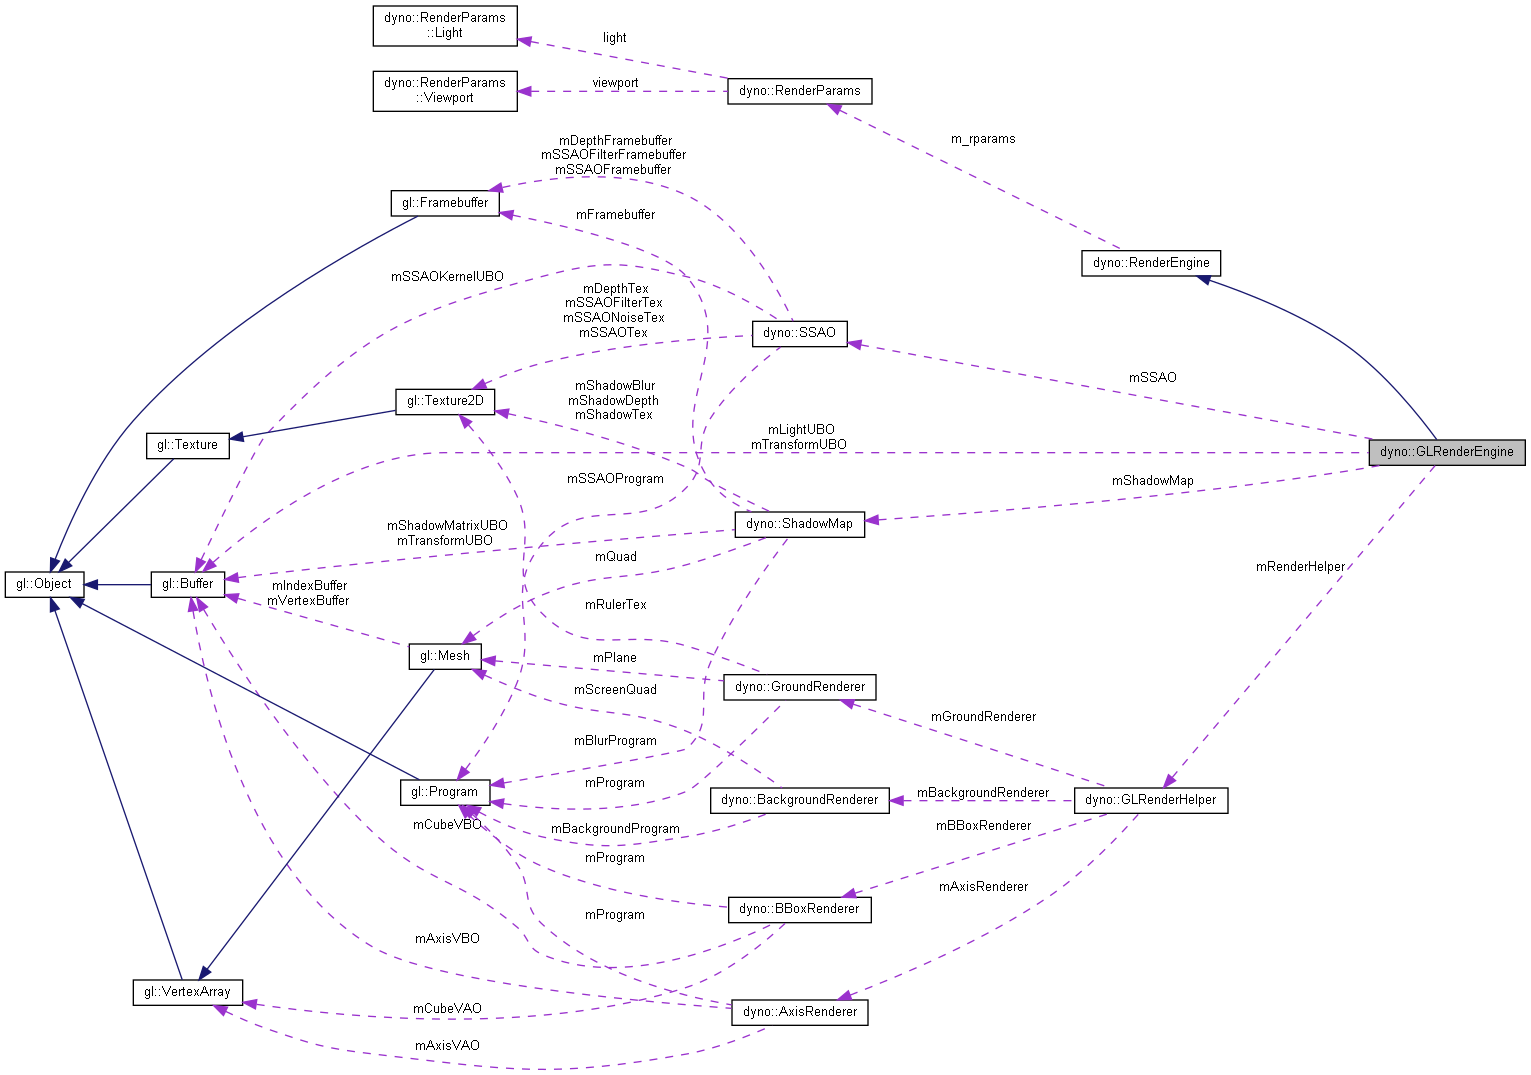 dyno::RenderParams
::Light
light
dyno::RenderParams
::Viewport
viewport
dyno::RenderParams
m_rparams
mDepthFramebuffer
mSSAOFilterFramebuffer
mSSAOFramebuffer
gl::Framebuffer
mFramebuffer
dyno::RenderEngine
mSSAOKernelUBO
mDepthTex
mSSAOFilterTex
mSSAONoiseTex
mSSAOTex
dyno::SSAO
mSSAO
mShadowBlur
mShadowDepth
mShadowTex
gl::Texture2D
gl::Texture
mLightUBO
mTransformUBO
dyno::GLRenderEngine
mSSAOProgram
mShadowMap
mShadowMatrixUBO
mTransformUBO
dyno::ShadowMap
mQuad
mRenderHelper
gl::Object
gl::Buffer
mIndexBuffer
mVertexBuffer
mRulerTex
gl::Mesh
mPlane
mScreenQuad
dyno::GroundRenderer
mGroundRenderer
mBlurProgram
mProgram
gl::Program
dyno::BackgroundRenderer
mBackgroundRenderer
dyno::GLRenderHelper
mCubeVBO
mBackgroundProgram
mBBoxRenderer
mProgram
mAxisRenderer
dyno::BBoxRenderer
mProgram
mAxisVBO
gl::VertexArray
mCubeVAO
dyno::AxisRenderer
mAxisVAO